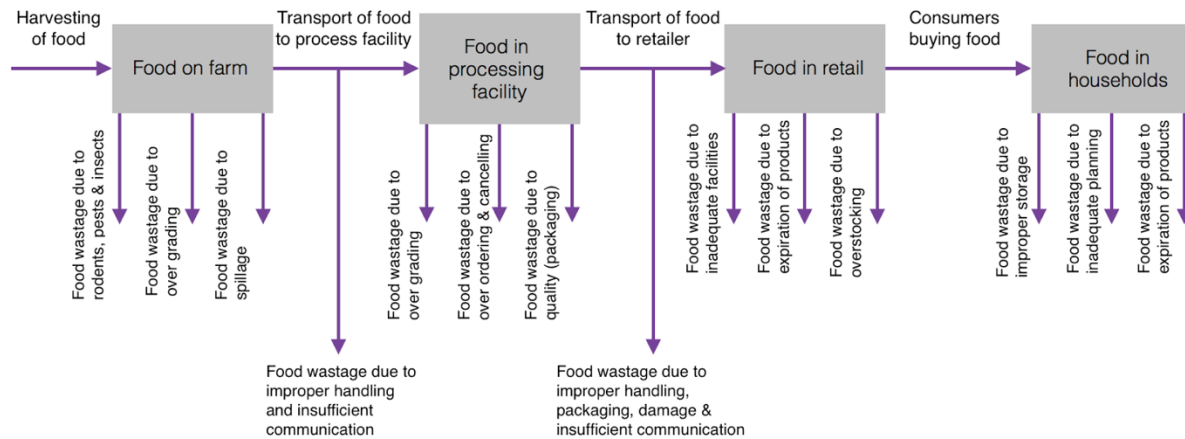 Harvesting
of food
Food on farm
Transport of food
to process facility
Food in
processing
facility
Transport of food
to retailer
Food in retail
Consumers
buying food
Food in
households
Food wastage due to
rodents, pests & insects
Food wastage due to
over grading
Food wastage due to
spillage
Food wastage due to
over grading
Food wastage due to
over ordering & cancelling
Food wastage due to
quality (packaging)
Food wastage due to
inadequate facilities
Food wastage due to
expiration of products
Food wastage due to
overstocking
Food wastage due to
improper storage
Food wastage due to
inadequate planning
Food wastage due to
expiration of products
Food wastage due to
improper handling
and insufficient
communication
Food wastage due to
improper handling,
packaging, damage &
insufficient communication